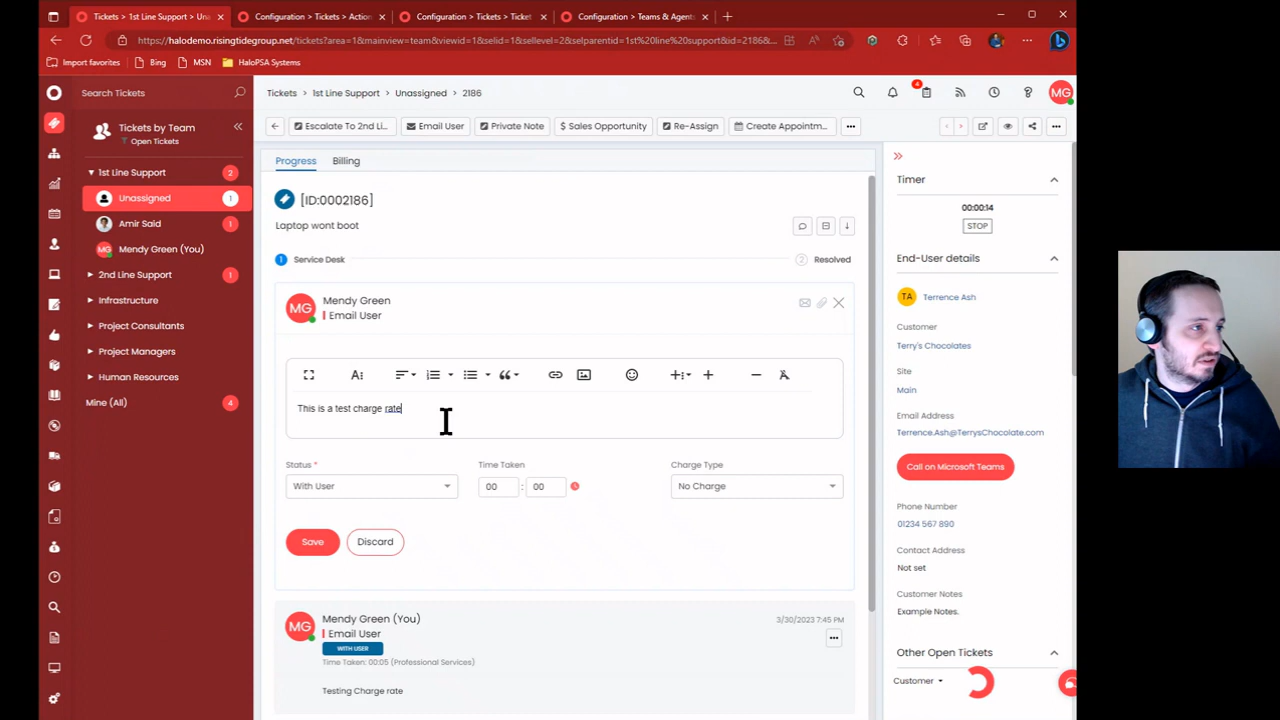 Tickets > 1st Line Support > Una
Configuration > Tickets > Action
Configuration > Tickets > Ticket
Configuration > Teams & Agents
https://halodemo.risingtidegroup.net/tickets?area=1&mainview=team&viewid=1&selid=1&sellevel=2&selparentid=1st%20line%20support&id=2186&...
Import favorites
Bing
MSN
HaloPSA Systems
Search Tickets
Tickets > 1st Line Support > Unassigned > 2186
4
MG
Tickets by Team
Open Tickets
Escalate To 2nd Li...
Email User
Private Note
$ Sales Opportunity
Re-Assign
Create Appointm...
1st Line Support 2
Unassigned 1
Amir Said 1
MG Mendy Green (You)
2nd Line Support 1
Infrastructure
Project Consultants
Project Managers
Human Resources
Mine (All) 4
Progress
Billing
[ID:0002186]
Laptop wont boot
1 Service Desk
2 Resolved
MG
Mendy Green
Email User
This is a test charge rate
Status *
Time Taken
Charge Type
With User
00 : 00
No Charge
Save
Discard
MG
Mendy Green (You)
3/30/2023 7:45 PM
Email User
WITH USER
Time Taken: 00:05 (Professional Services)
Testing Charge rate
Timer
00:00:14
STOP
End-User details
TA Terrence Ash
Customer
Terry's Chocolates
Site
Main
Email Address
Terrence.Ash@TerrysChocolate.com
Call on Microsoft Teams
Phone Number
01234 567 890
Contact Address
Not set
Customer Notes
Example Notes.
Other Open Tickets
Customer